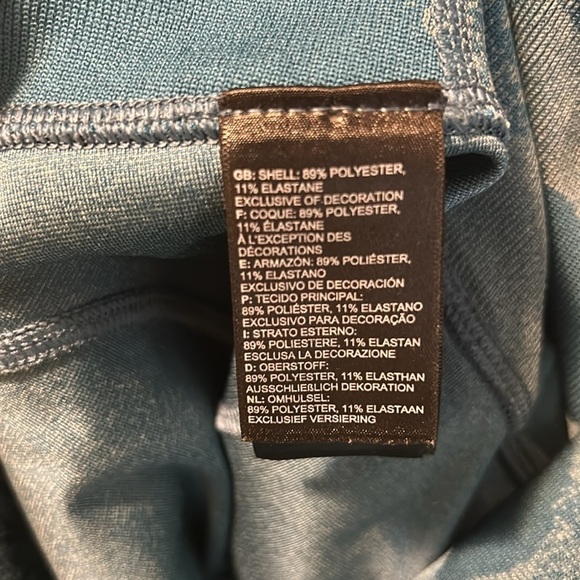 GB: SHELL: 89% POLYESTER,
11% ELASTANE
EXCLUSIVE OF DECORATION
F: COQUE: 89% POLYESTER,
11% ÉLASTANE
À L'EXCEPTION DES
DÉCORATIONS
E: ARMAZÓN: 89% POLIÉSTER,
11% ELASTANO
EXCLUSIVO DE DECORACIÓN
P: TECIDO PRINCIPAL:
89% POLIÉSTER, 11% ELASTANO
EXCLUSIVO PARA DECORAÇÃO
I: STRATO ESTERNO:
89% POLIESTERE, 11% ELASTAN
ESCLUSA LA DECORAZIONE
D: OBERSTOFF:
89% POLYESTER, 11% ELASTHAN
AUSSCHLIEßLICH DEKORATION
NL: OMHULSEL:
89% POLYESTER, 11% ELASTAAN
EXCLUSIEF VERSIERING